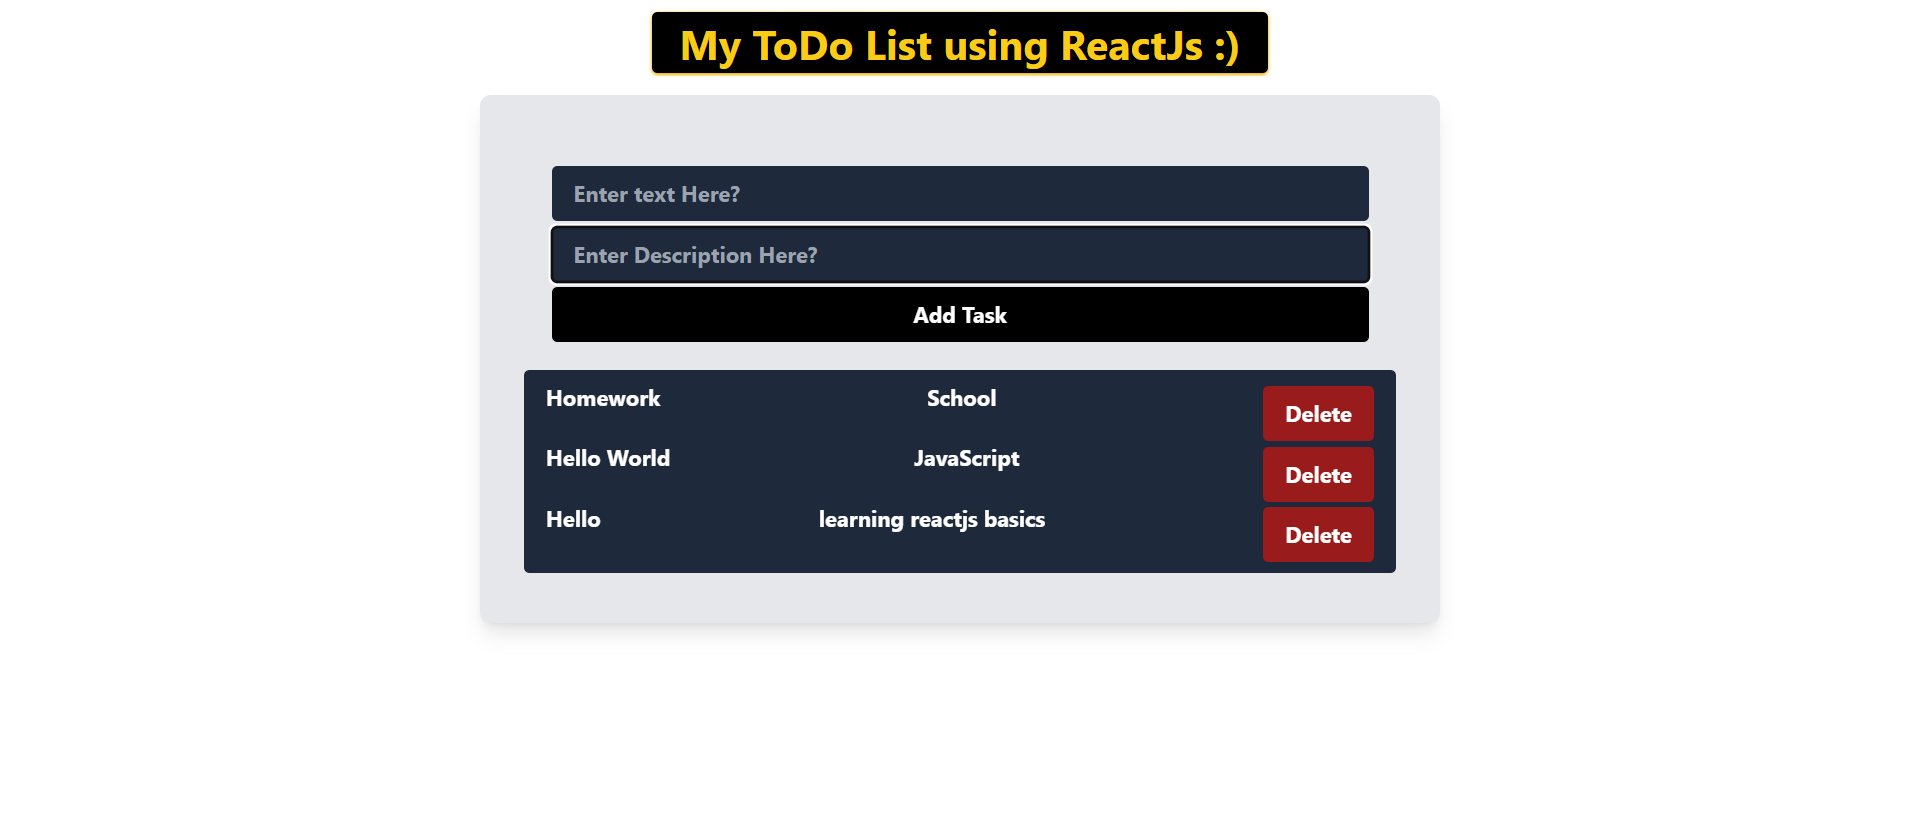 My ToDo List using ReactJs :)
Enter text Here?
Enter Description Here?
Add Task
Homework School Delete
Hello World JavaScript Delete
Hello learning reactjs basics Delete